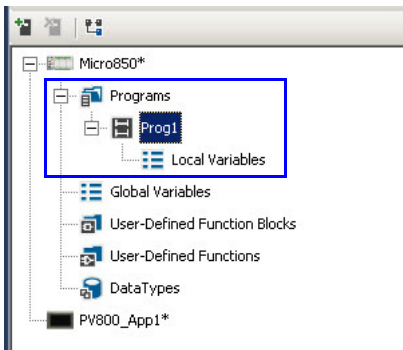 Micro850*
Programs
Prog1
Local Variables
Global Variables
User-Defined Function Blocks
User-Defined Functions
DataTypes
PV800_App1*